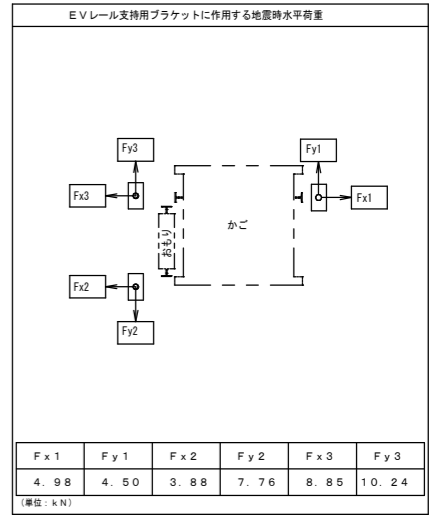 EVレール支持用ブラケットに作用する地震時水平荷重
Fy3
Fy1
Fx3
Fx1
かご
おもり
Fx2
Fy2
Fx1 Fy1 Fx2 Fy2 Fx3 Fy3
4.98 4.50 3.88 7.76 8.85 10.24
(単位:kN)